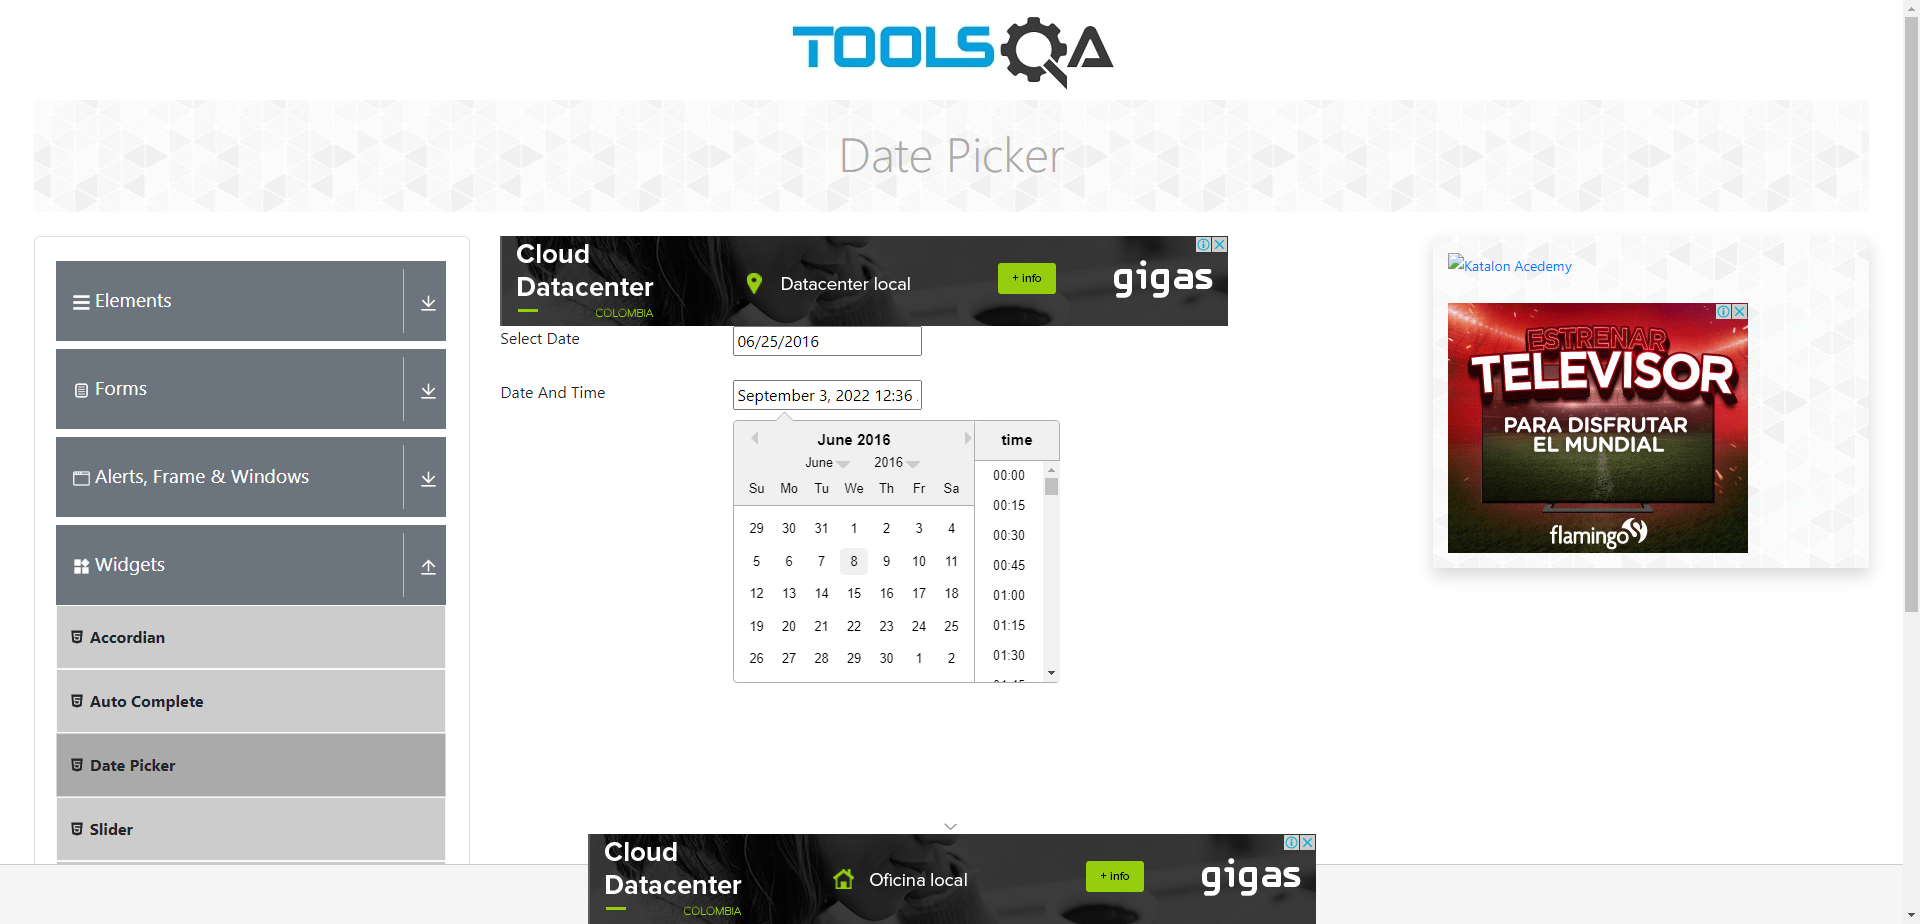 TOOLSQA
Date Picker
Elements
Forms
Alerts, Frame & Windows
Widgets
Accordian
Auto Complete
Date Picker
Slider
Cloud
Datacenter
COLOMBIA
Datacenter local
+ info
gigas
Select Date
06/25/2016
Date And Time
September 3, 2022 12:36
June 2016
June 2016
Su Mo Tu We Th Fr Sa
29 30 31 1 2 3 4
5 6 7 8 9 10 11
12 13 14 15 16 17 18
19 20 21 22 23 24 25
26 27 28 29 30 1 2
time
00:00
00:15
00:30
00:45
01:00
01:15
01:30
Katalon Acedemy
ESTRENAR
TELEVISOR
PARA DISFRUTAR
EL MUNDIAL
flamingo
Cloud
Datacenter
COLOMBIA
Oficina local
+ info
gigas